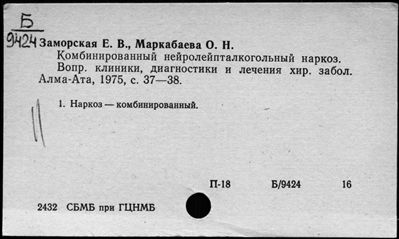 Б
9424
Заморская Е. В., Маркабаева О. Н.
Комбинированный нейролейпталкогольный наркоз.
Вопр. клиники, диагностики и лечения хир. забол.
Алма-Ата, 1975, с. 37—38.
1. Наркоз — комбинированный.
П-18 Б/9424 16
2432 СБМБ при ГЦНМБ